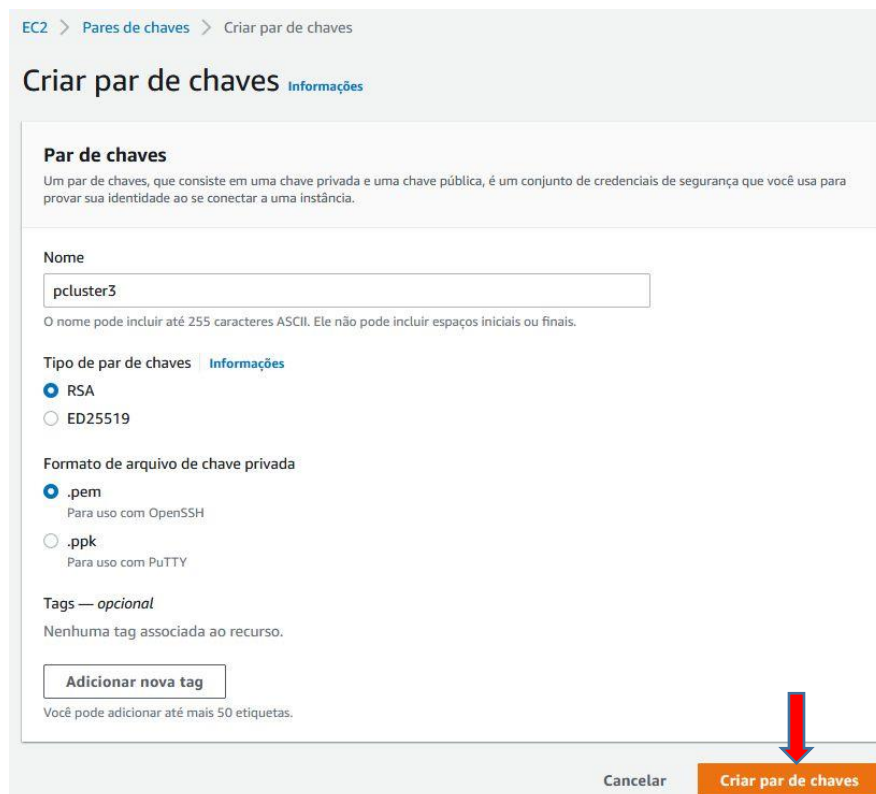 EC2 > Pares de chaves > Criar par de chaves
Criar par de chaves Informações
Par de chaves
Um par de chaves, que consiste em uma chave privada e uma chave pública, é um conjunto de credenciais de segurança que você usa para
provar sua identidade ao se conectar a uma instância.
Nome
pcluster3
O nome pode incluir até 255 caracteres ASCII. Ele não pode incluir espaços iniciais ou finais.
Tipo de par de chaves Informações
RSA
ED25519
Formato de arquivo de chave privada
.pem
Para uso com OpenSSH
.ppk
Para uso com PuTTY
Tags — opcional
Nenhuma tag associada ao recurso.
Adicionar nova tag
Você pode adicionar até mais 50 etiquetas.
Cancelar Criar par de chaves